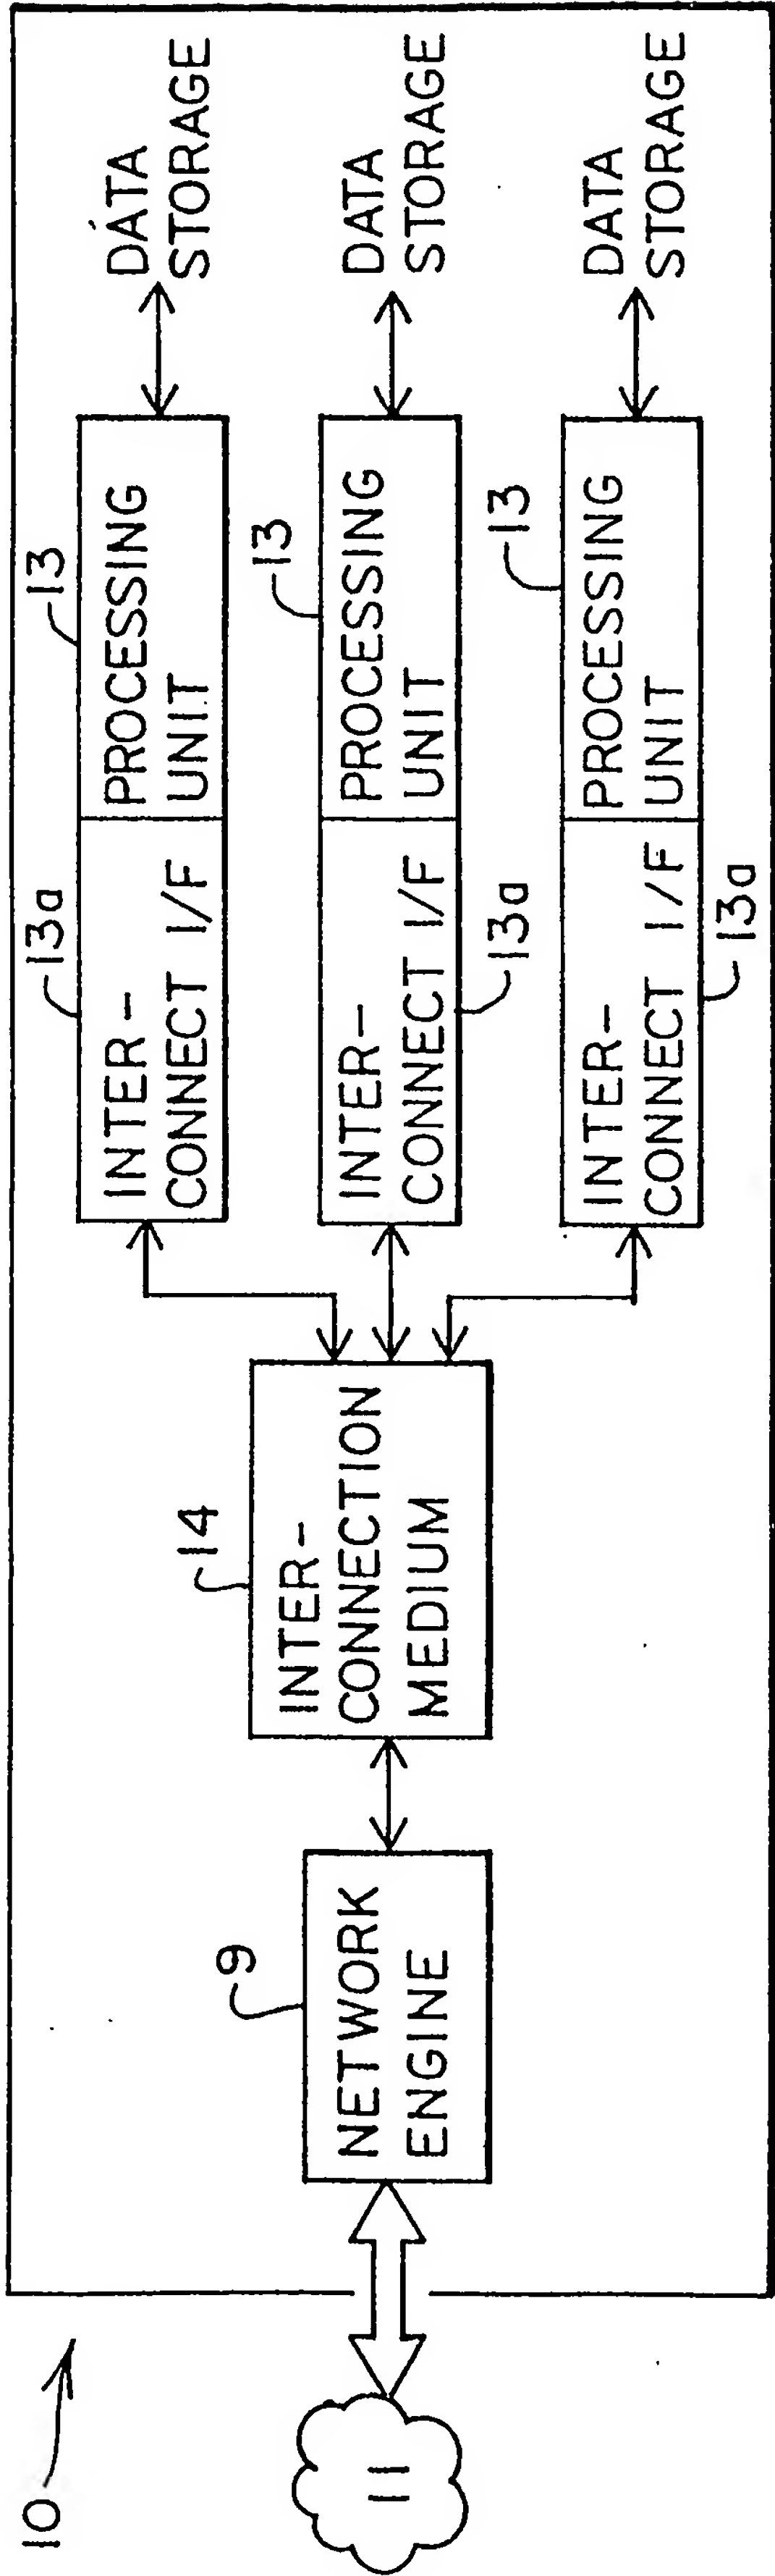 10
11
9
NETWORK
ENGINE
14
INTER-
CONNECTION
MEDIUM
13a
INTER-
CONNECT I/F
13
PROCESSING
UNIT
DATA
STORAGE
INTER-
CONNECT I/F
13a
13
PROCESSING
UNIT
DATA
STORAGE
INTER-
CONNECT I/F
13a
13
PROCESSING
UNIT
DATA
STORAGE